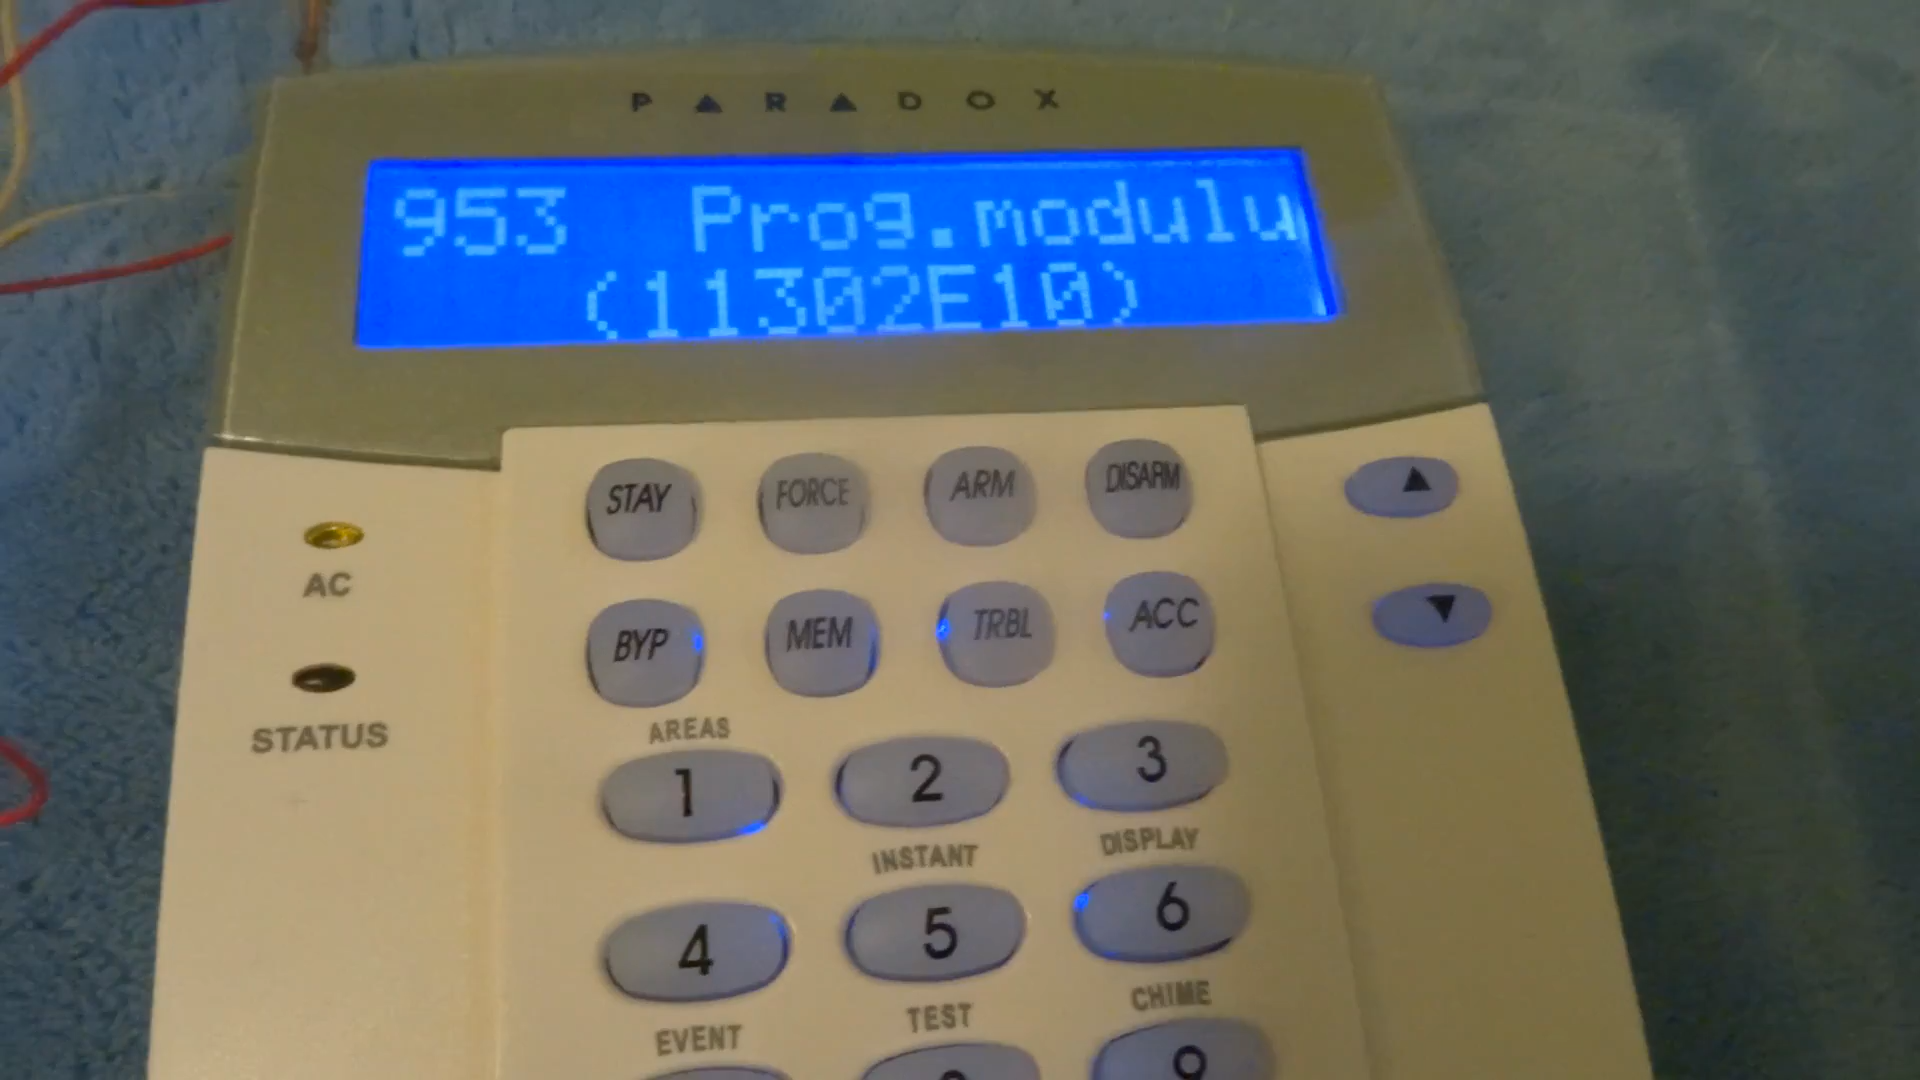 PARADOX
953 Prog.modulu
(11302E10)
STAY FORCE ARM DISARM
AC
BYP MEM TRBL ACC
STATUS
AREAS
1 2 3
INSTANT DISPLAY
4 5 6
EVENT TEST CHIME
9